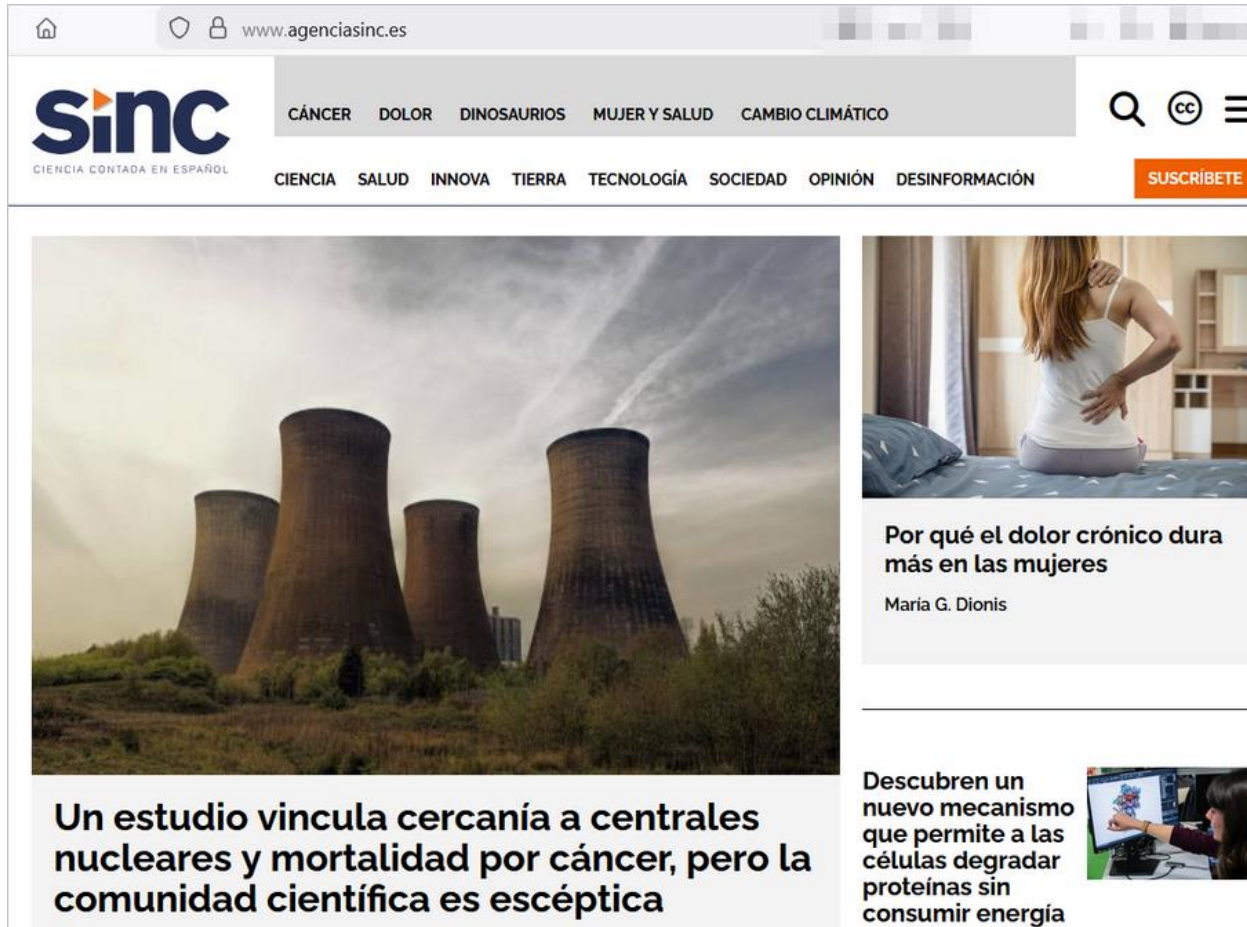 www.agenciasinc.es
sinc
CIENCIA CONTADA EN ESPAÑOL
CÁNCER DOLOR DINOSAURIOS MUJER Y SALUD CAMBIO CLIMÁTICO
cc
CIENCIA SALUD INNOVA TIERRA TECNOLOGÍA SOCIEDAD OPINIÓN DESINFORMACIÓN
SUSCRÍBETE
Un estudio vincula cercanía a centrales
nucleares y mortalidad por cáncer, pero la
comunidad científica es escéptica
Por qué el dolor crónico dura
más en las mujeres
María G. Dionis
Descubren un
nuevo mecanismo
que permite a las
células degradar
proteínas sin
consumir energía